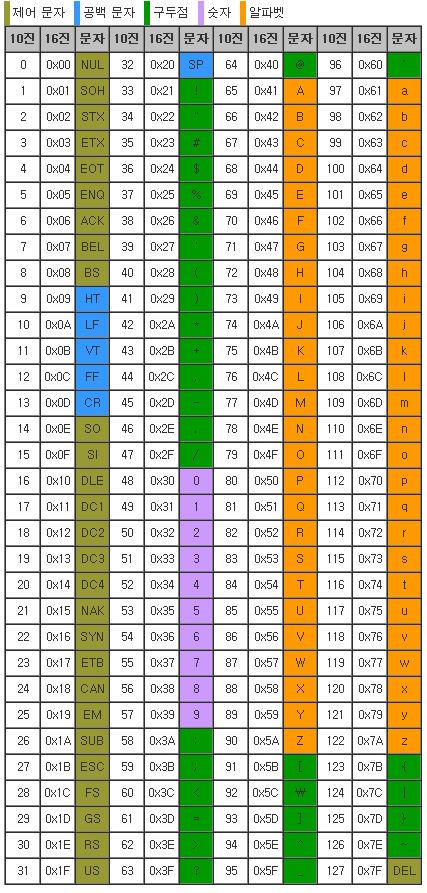 제어 문자 공백 문자 구두점 숫자 알파벳
10진 16진 문자 10진 16진 문자 10진 16진 문자 10진 16진 문자
0 0x00 NUL 32 0x20 SP 64 0x40 @ 96 0x60 `
1 0x01 SOH 33 0x21 ! 65 0x41 A 97 0x61 a
2 0x02 STX 34 0x22 " 66 0x42 B 98 0x62 b
3 0x03 ETX 35 0x23 # 67 0x43 C 99 0x63 c
4 0x04 EOT 36 0x24 $ 68 0x44 D 100 0x64 d
5 0x05 ENQ 37 0x25 % 69 0x45 E 101 0x65 e
6 0x06 ACK 38 0x26 & 70 0x46 F 102 0x66 f
7 0x07 BEL 39 0x27 ' 71 0x47 G 103 0x67 g
8 0x08 BS 40 0x28 ( 72 0x48 H 104 0x68 h
9 0x09 HT 41 0x29 ) 73 0x49 I 105 0x69 i
10 0x0A LF 42 0x2A * 74 0x4A J 106 0x6A j
11 0x0B VT 43 0x2B + 75 0x4B K 107 0x6B k
12 0x0C FF 44 0x2C , 76 0x4C L 108 0x6C l
13 0x0D CR 45 0x2D - 77 0x4D M 109 0x6D m
14 0x0E SO 46 0x2E . 78 0x4E N 110 0x6E n
15 0x0F SI 47 0x2F / 79 0x4F O 111 0x6F o
16 0x10 DLE 48 0x30 0 80 0x50 P 112 0x70 p
17 0x11 DC1 49 0x31 1 81 0x51 Q 113 0x71 q
18 0x12 DC2 50 0x32 2 82 0x52 R 114 0x72 r
19 0x13 DC3 51 0x33 3 83 0x53 S 115 0x73 s
20 0x14 DC4 52 0x34 4 84 0x54 T 116 0x74 t
21 0x15 NAK 53 0x35 5 85 0x55 U 117 0x75 u
22 0x16 SYN 54 0x36 6 86 0x56 V 118 0x76 v
23 0x17 ETB 55 0x37 7 87 0x57 W 119 0x77 w
24 0x18 CAN 56 0x38 8 88 0x58 X 120 0x78 x
25 0x19 EM 57 0x39 9 89 0x59 Y 121 0x79 y
26 0x1A SUB 58 0x3A : 90 0x5A Z 122 0x7A z
27 0x1B ESC 59 0x3B ; 91 0x5B [ 123 0x7B {
28 0x1C FS 60 0x3C < 92 0x5C ₩ 124 0x7C |
29 0x1D GS 61 0x3D = 93 0x5D ] 125 0x7D }
30 0x1E RS 62 0x3E > 94 0x5E ^ 126 0x7E ~
31 0x1F US 63 0x3F ? 95 0x5F _ 127 0x7F DEL